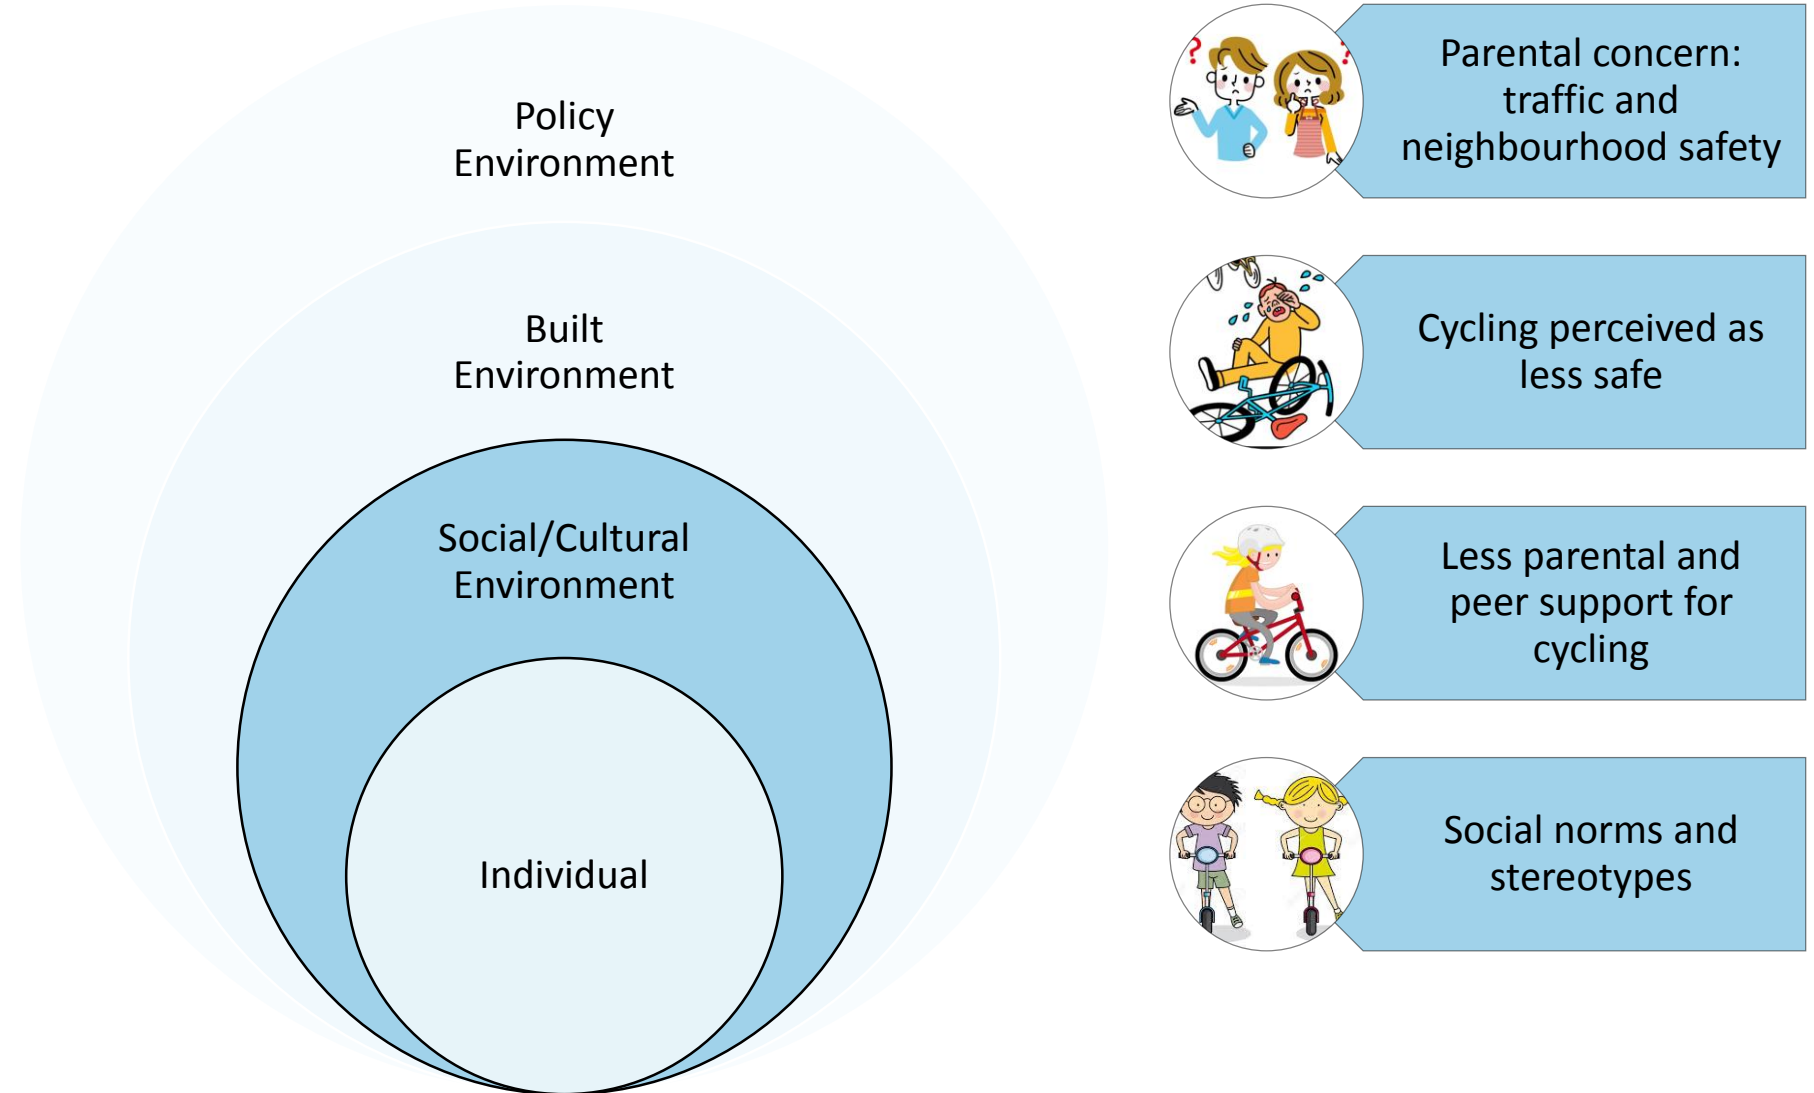 Policy
Environment
Built
Environment
Social/Cultural
Environment
Individual
? ?
Parental concern:
traffic and
neighbourhood safety
Cycling perceived as
less safe
Less parental and
peer support for
cycling
Social norms and
stereotypes